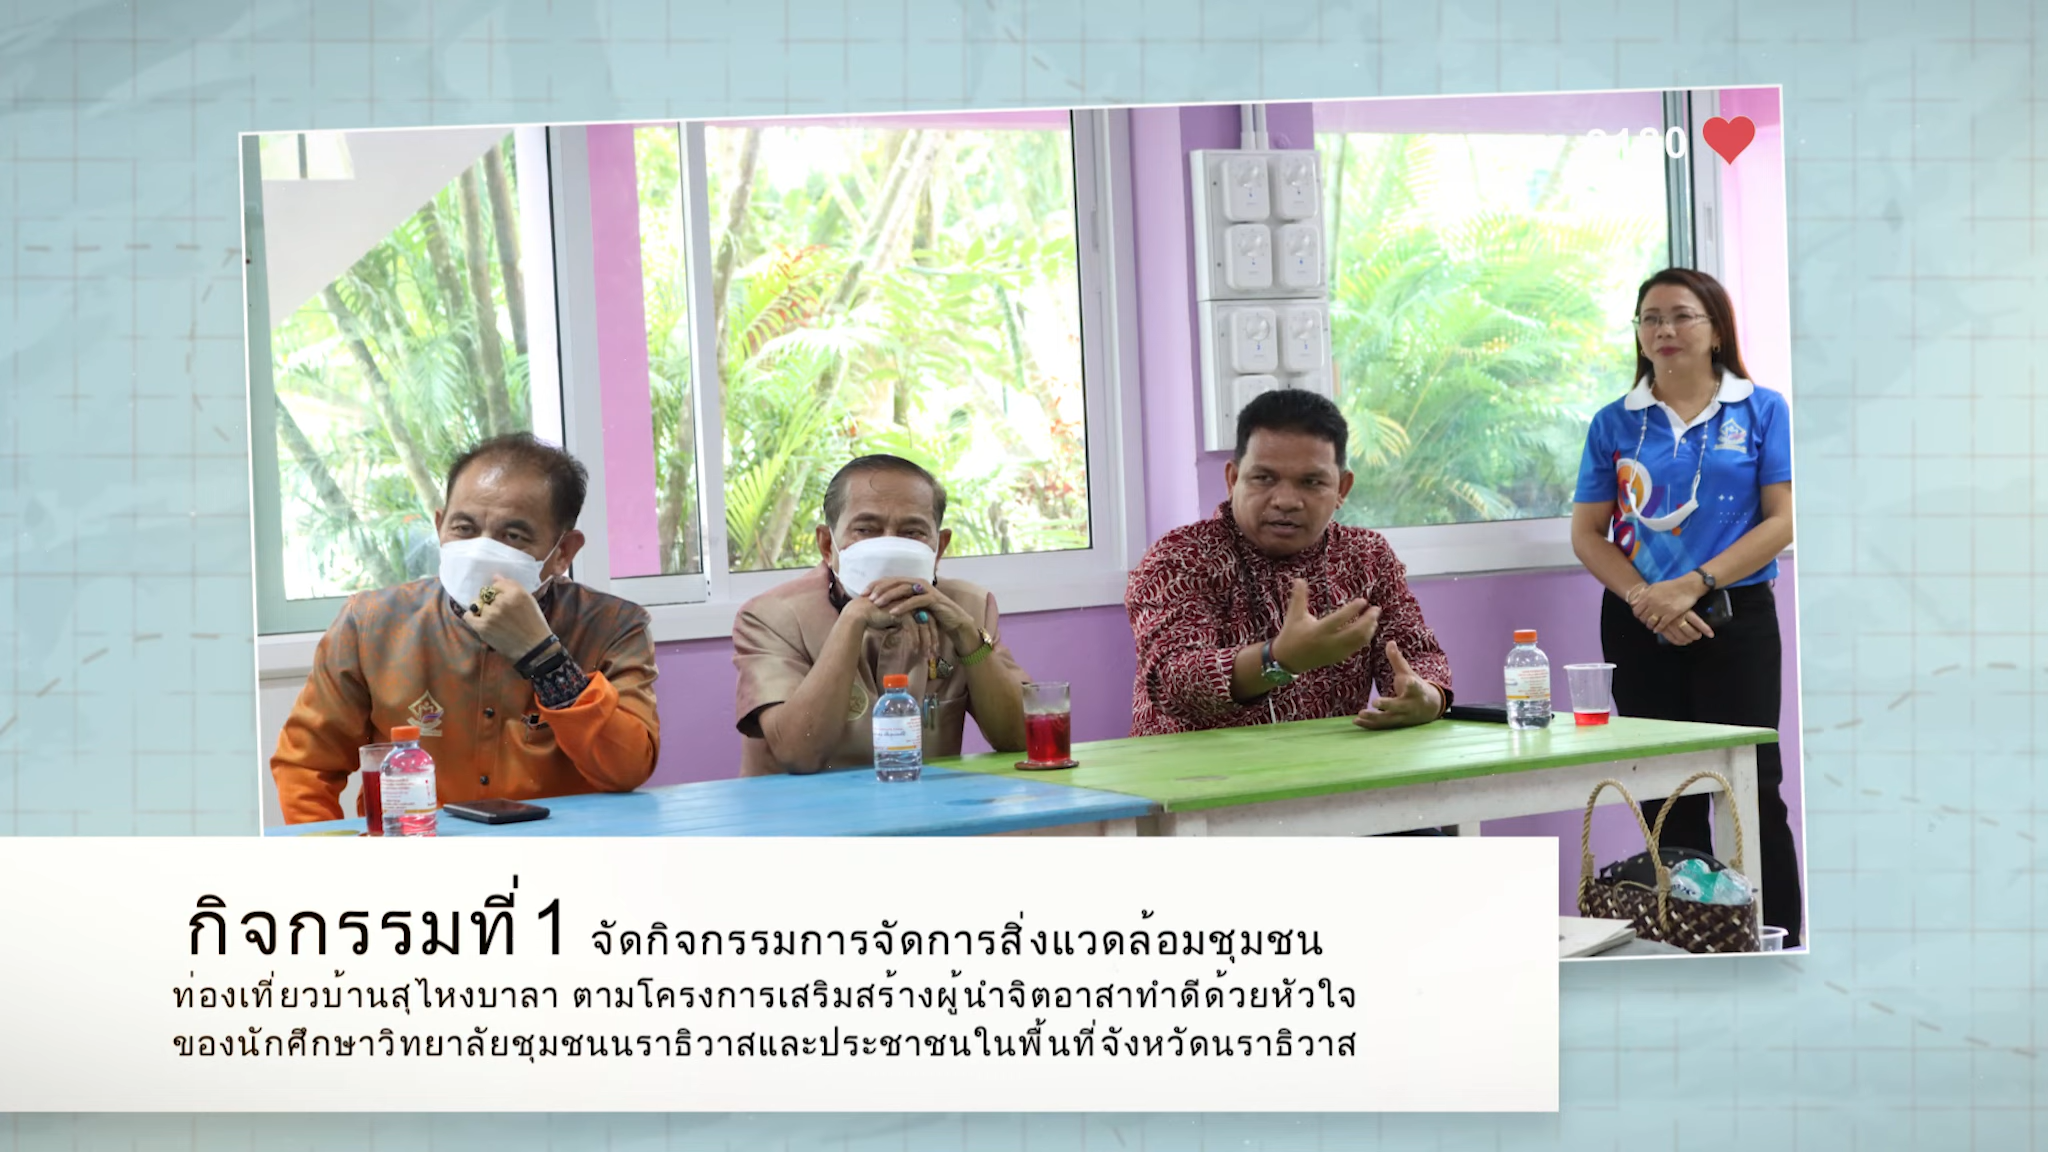 กิจกรรมที่ 1 จัดกิจกรรมการจัดการสิ่งแวดล้อมชุมชน
ท่องเที่ยวบ้านสุไหงบาลา ตามโครงการเสริมสร้างผู้นำจิตอาสาทำดีด้วยหัวใจ
ของนักศึกษาวิทยาลัยชุมชนนราธิวาสและประชาชนในพื้นที่จังหวัดนราธิวาส